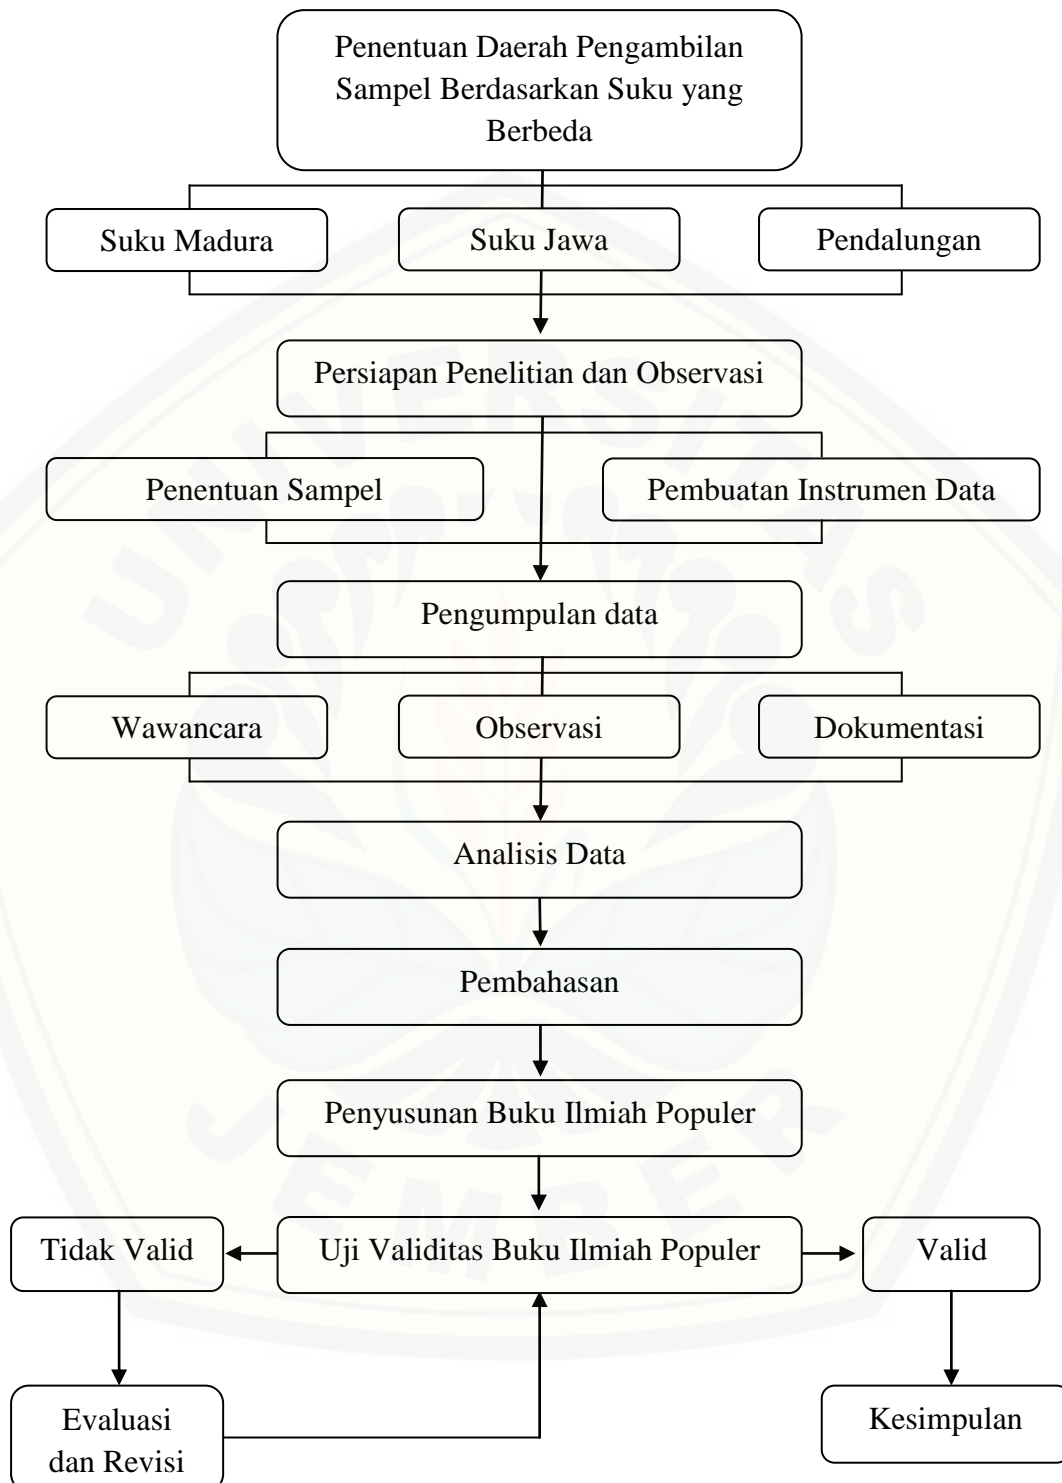 Penentuan Daerah Pengambilan
Sampel Berdasarkan Suku yang
Berbeda
Suku Madura
Suku Jawa
Pendalungan
Persiapan Penelitian dan Observasi
Penentuan Sampel
Pembuatan Instrumen Data
Pengumpulan data
Wawancara
Observasi
Dokumentasi
Analisis Data
Pembahasan
Penyusunan Buku Ilmiah Populer
Tidak Valid
Uji Validitas Buku Ilmiah Populer
Valid
Evaluasi
dan Revisi
Kesimpulan
UNIVERSITAS
JEMBER